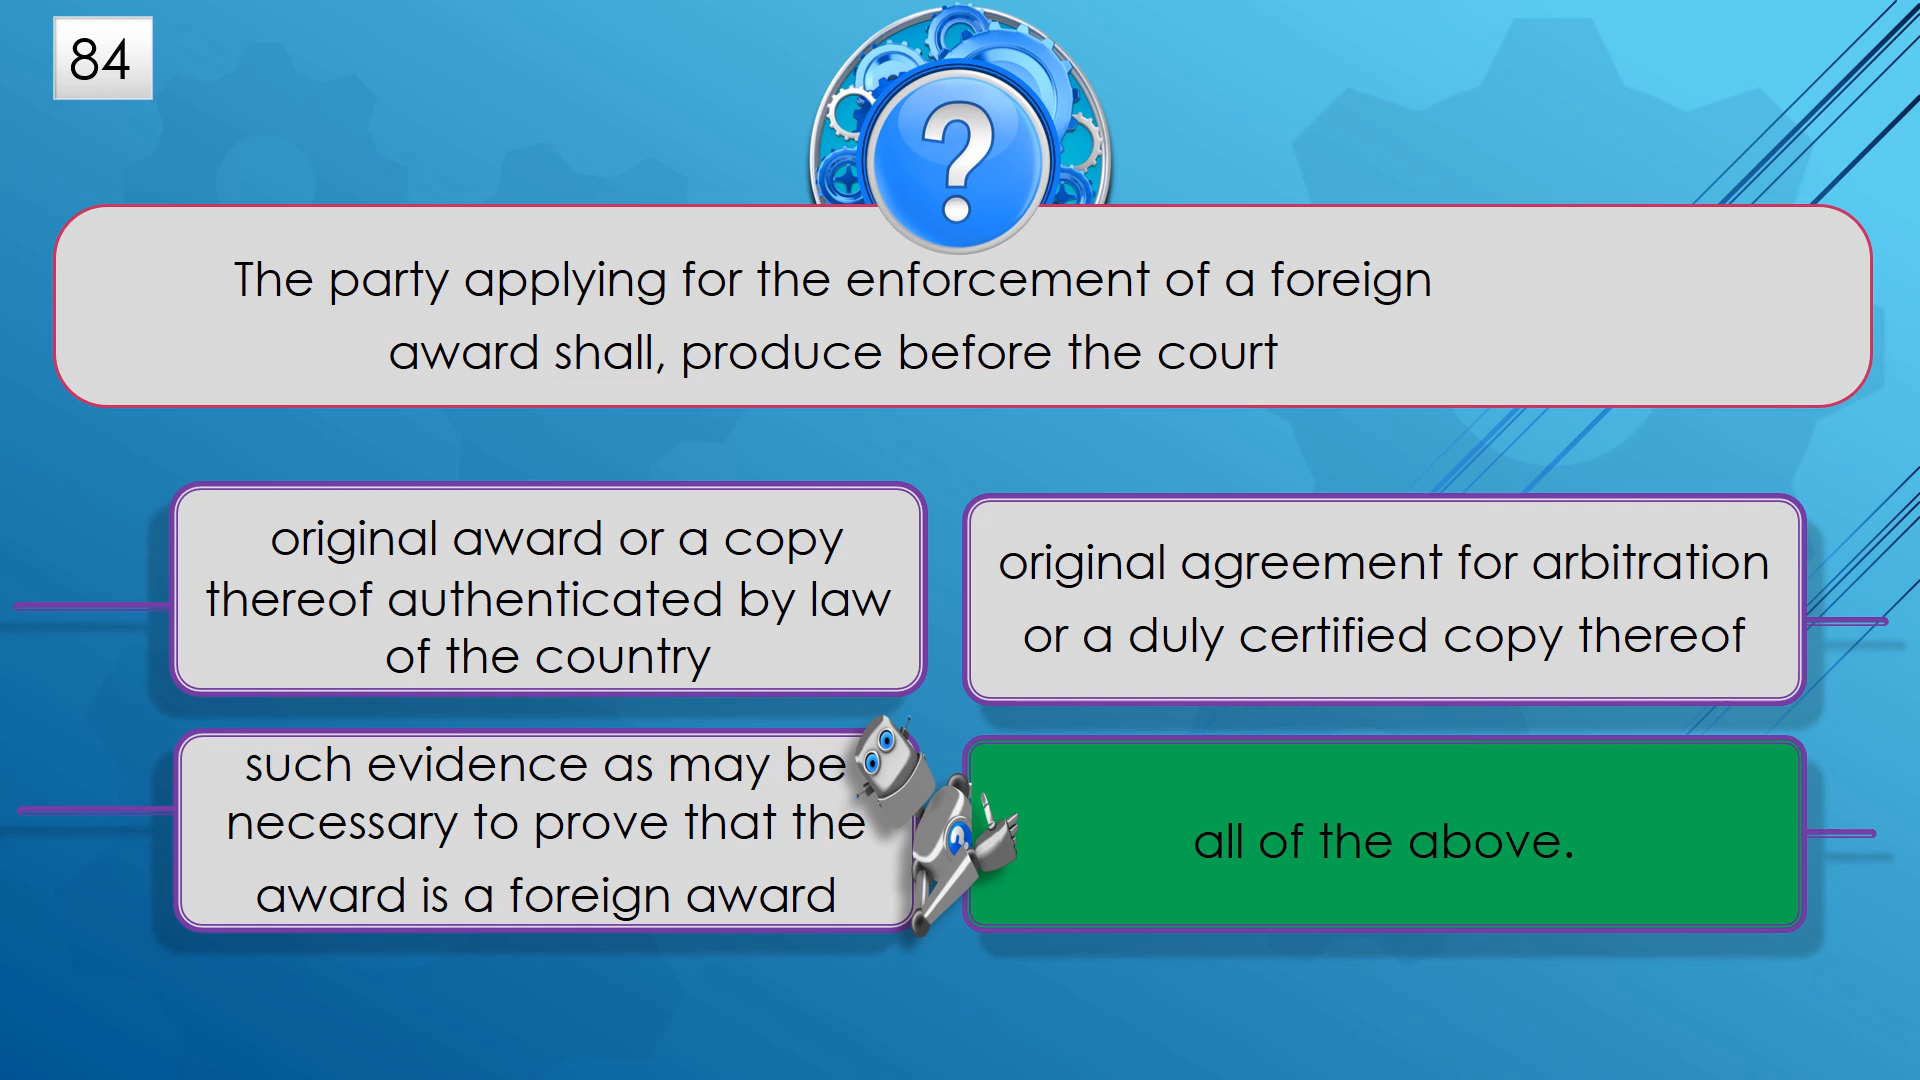 84
?
The party applying for the enforcement of a foreign
award shall, produce before the court
original award or a copy
thereof authenticated by law
of the country
original agreement for arbitration
or a duly certified copy thereof
such evidence as may be
necessary to prove that the
award is a foreign award
?
all of the above.